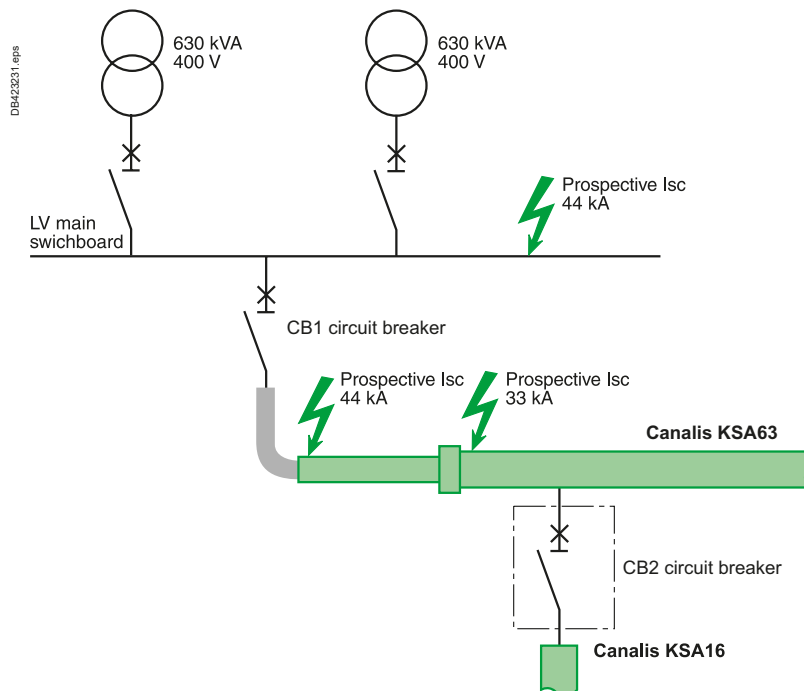 DB423231.eps
630 kVA
400 V
630 kVA
400 V
Prospective Isc
44 kA
LV main
swichboard
CB1 circuit breaker
Prospective Isc
44 kA
Prospective Isc
33 kA
Canalis KSA63
CB2 circuit breaker
Canalis KSA16